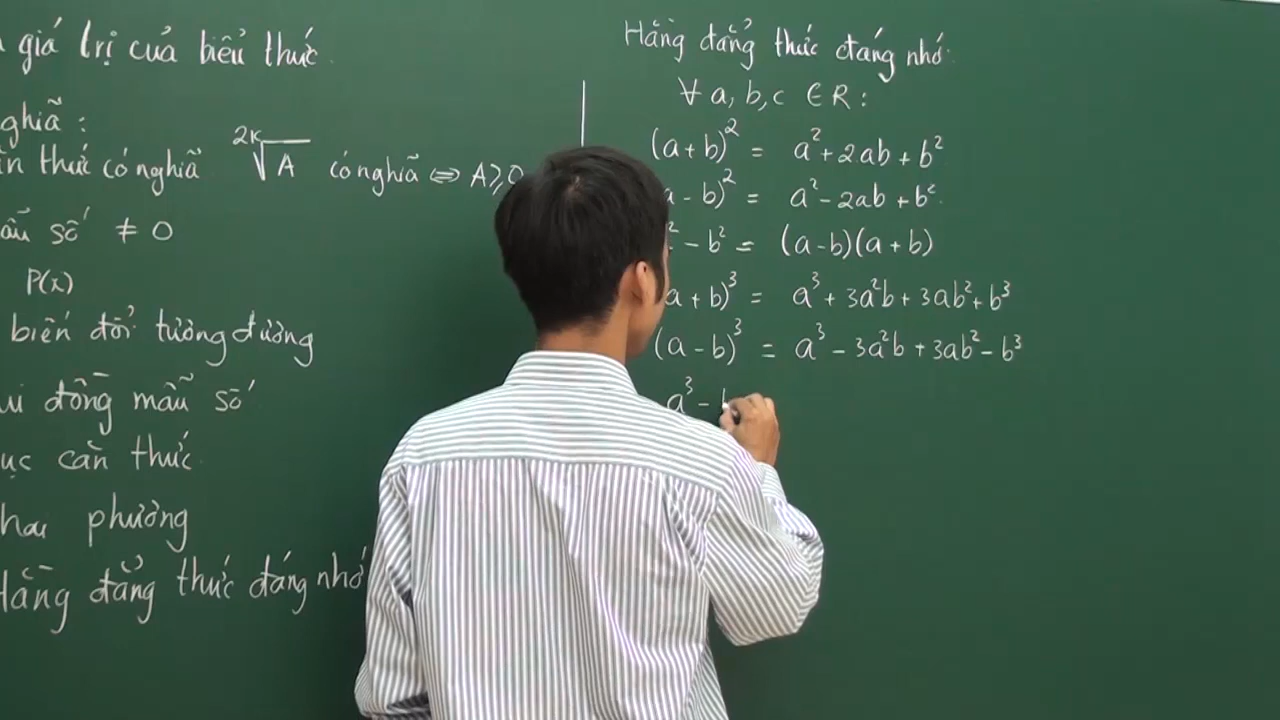 giá trị của biểu thức.
nghĩa :
thức có nghĩa \sqrt[2K]{A} có nghĩa ⇔ A ≥ 0
số ≠ 0
P(x)
biến đổi tương đương
đồng mẫu số
căn thức
phương
Hằng đẳng thức đáng nhớ
Hằng đẳng thức đáng nhớ:
∀ a, b, c ∈ R :
(a + b)² = a² + 2ab + b²
- b)² = a² - 2ab + b².
² - b² = (a - b)(a + b)
a + b)³ = a³ + 3a²b + 3ab² + b³
(a - b)³ = a³ - 3a²b + 3ab² - b³
a³ -